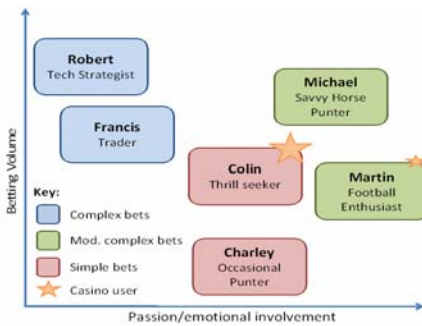 Betting Volume
Robert
Tech Strategist
Michael
Savvy Horse
Punter
Francis
Trader
Colin
Thrill seeker
Martin
Football
Enthusiast
Key:
Complex bets
Mod. complex bets
Simple bets
Casino user
Charley
Occasional
Punter
Passion/emotional involvement